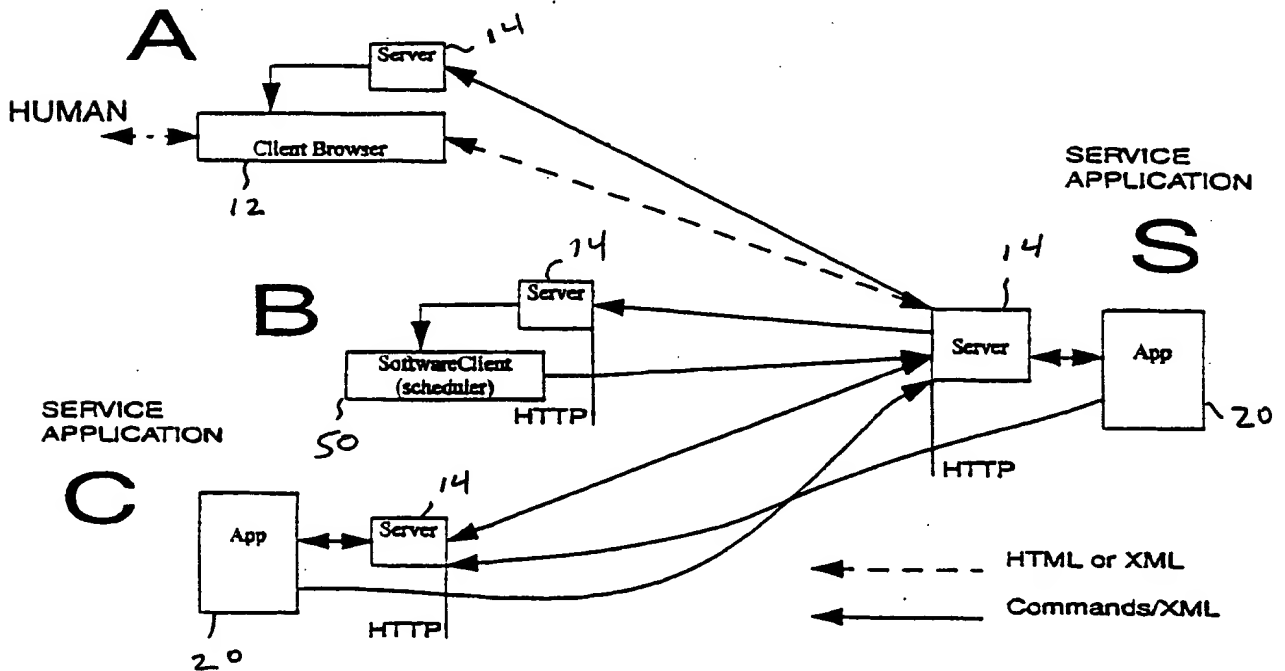 A
Server
14
HUMAN
Client Browser
12
SERVICE
APPLICATION
S
14
Server
App
20
HTTP
B
14
Server
SoftwareClient
(scheduler)
HTTP
50
SERVICE
APPLICATION
C
14
App
Server
HTTP
20
HTML or XML
Commands/XML